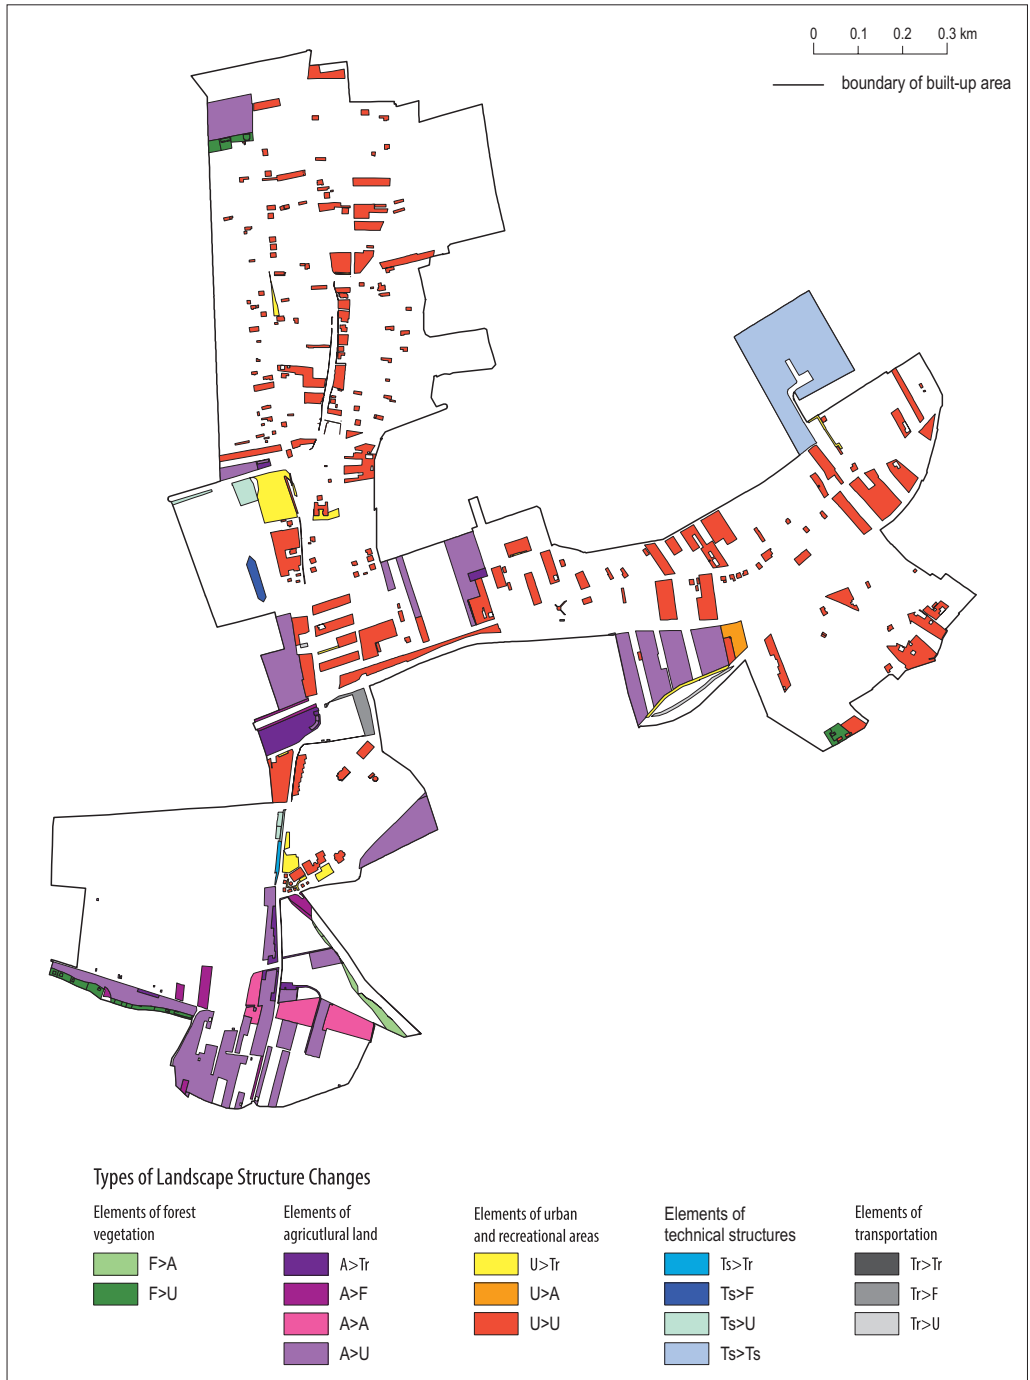 0 0.1 0.2 0.3 km
boundary of built-up area
Types of Landscape Structure Changes
Elements of forest
vegetation
F>A
F>U
Elements of
agricutlural land
A>Tr
A>F
A>A
A>U
Elements of urban
and recreational areas
U>Tr
U>A
U>U
Elements of
technical structures
Ts>Tr
Ts>F
Ts>U
Ts>Ts
Elements of
transportation
Tr>Tr
Tr>F
Tr>U